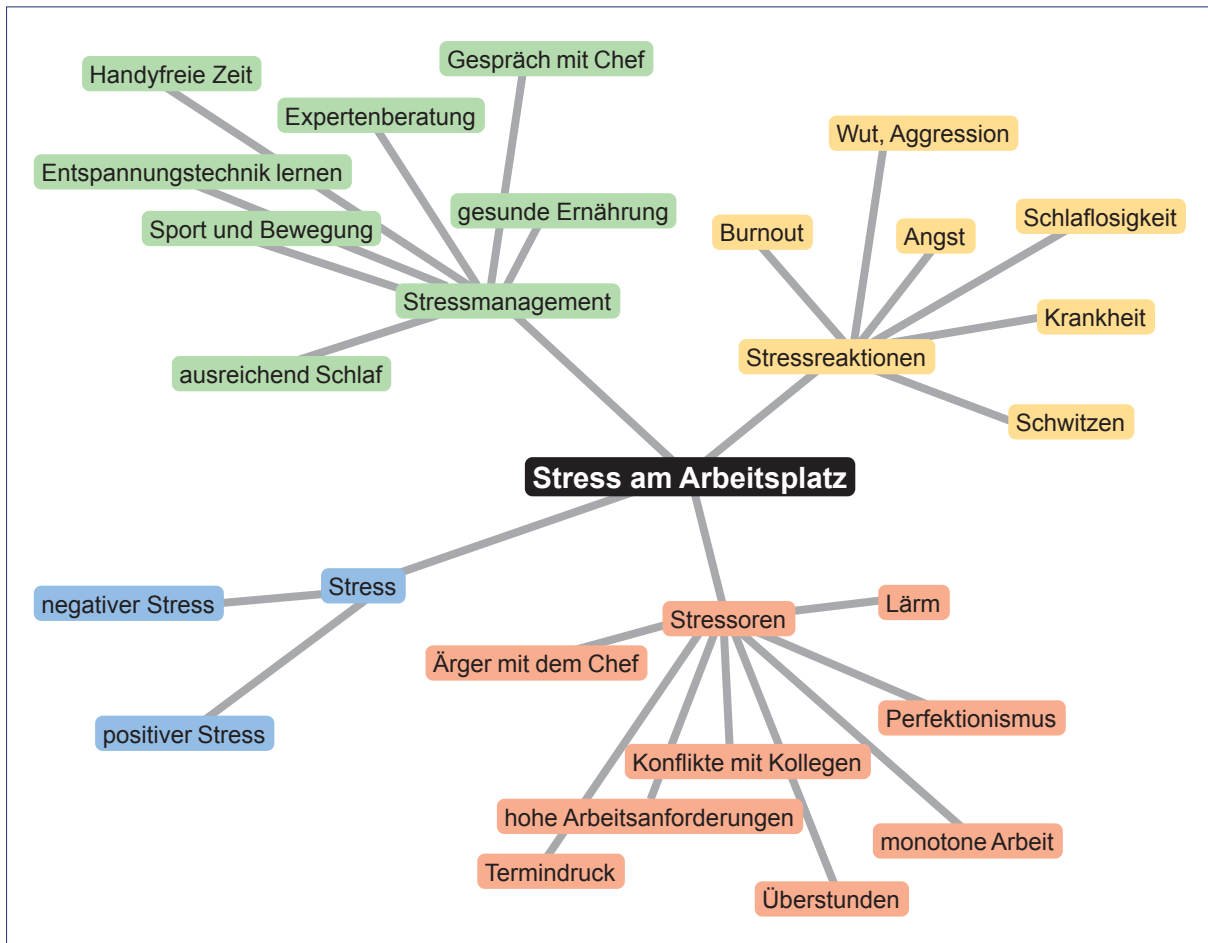 Gespräch mit Chef
Handyfreie Zeit
Expertenberatung
Wut, Aggression
Entspannungstechnik lernen
gesunde Ernährung
Schlaflosigkeit
Sport und Bewegung
Burnout
Angst
Stressmanagement
Krankheit
Stressreaktionen
ausreichend Schlaf
Schwitzen
Stress am Arbeitsplatz
Stress
negativer Stress
Lärm
Stressoren
Ärger mit dem Chef
Perfektionismus
positiver Stress
Konflikte mit Kollegen
hohe Arbeitsanforderungen
monotone Arbeit
Termindruck
Überstunden